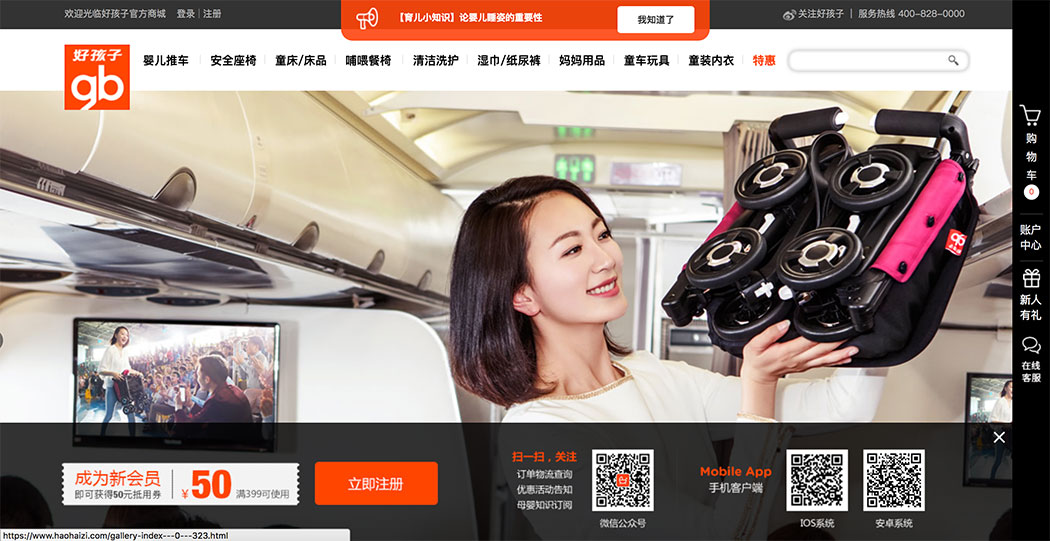 欢迎光临好孩子官方商城 登录 | 注册
【育儿小知识】论婴儿睡姿的重要性
我知道了
关注好孩子 | 服务热线 400-828-0000
好孩子
gb
婴儿推车 安全座椅 童床/床品 哺喂餐椅 清洁洗护 湿巾/纸尿裤 妈妈用品 童车玩具 童装内衣 特惠
购
物
车
0
账户
中心
新人
有礼
在线
客服
gb
成为新会员
即可获得50元抵用券
¥50
满399可使用
立即注册
扫一扫，关注
订单物流查询
优惠活动告知
母婴知识订阅
微信公众号
Mobile App
手机客户端
IOS系统
安卓系统
https://www.haohaizi.com/gallery-index---0---323.html